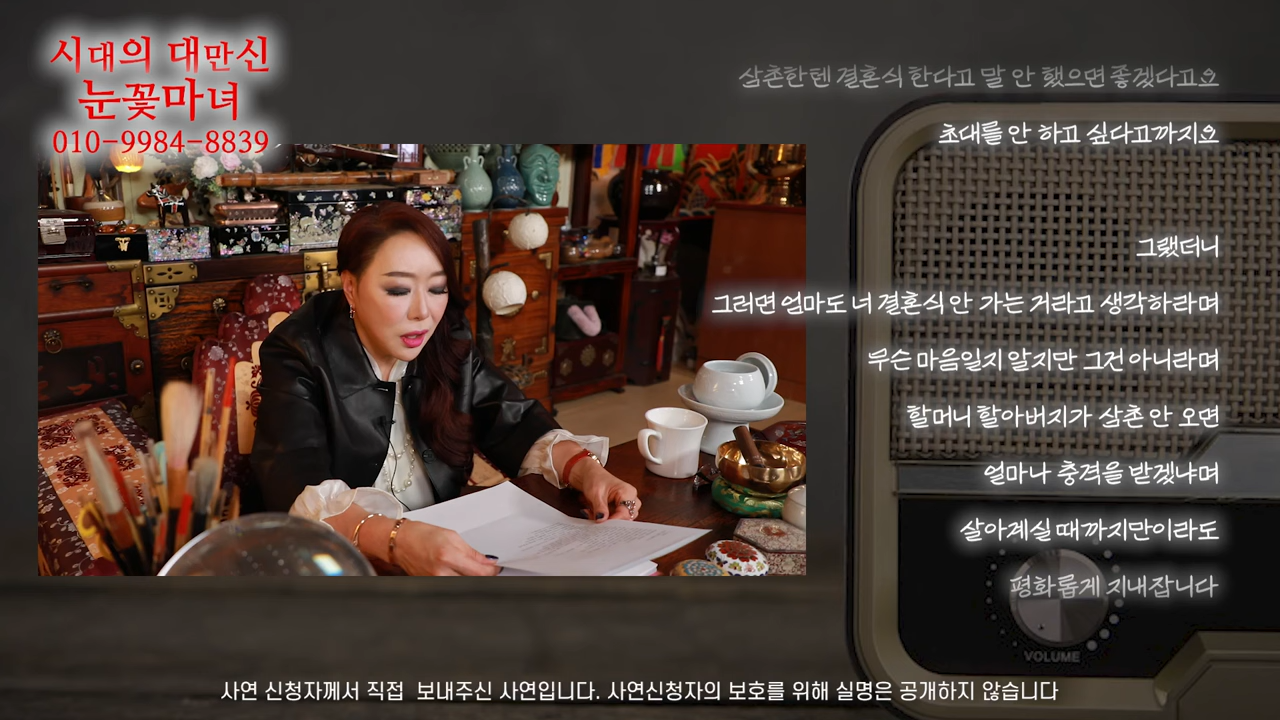 시대의 대만신
눈꽃마녀
010-9984-8839
삼촌한텐 결혼식 한다고 말 안 했으면 좋겠다고요
초대를 안 하고 싶다고까지요
그랬더니
그러면 엄마도 너 결혼식 안 가는 거라고 생각하라며
무슨 마음일지 알지만 그건 아니라며
할머니 할아버지가 삼촌 안 오면
얼마나 충격을 받겠냐며
살아계실 때까지만이라도
평화롭게 지내잡니다
VOLUME
사연 신청자께서 직접 보내주신 사연입니다. 사연신청자의 보호를 위해 실명은 공개하지 않습니다